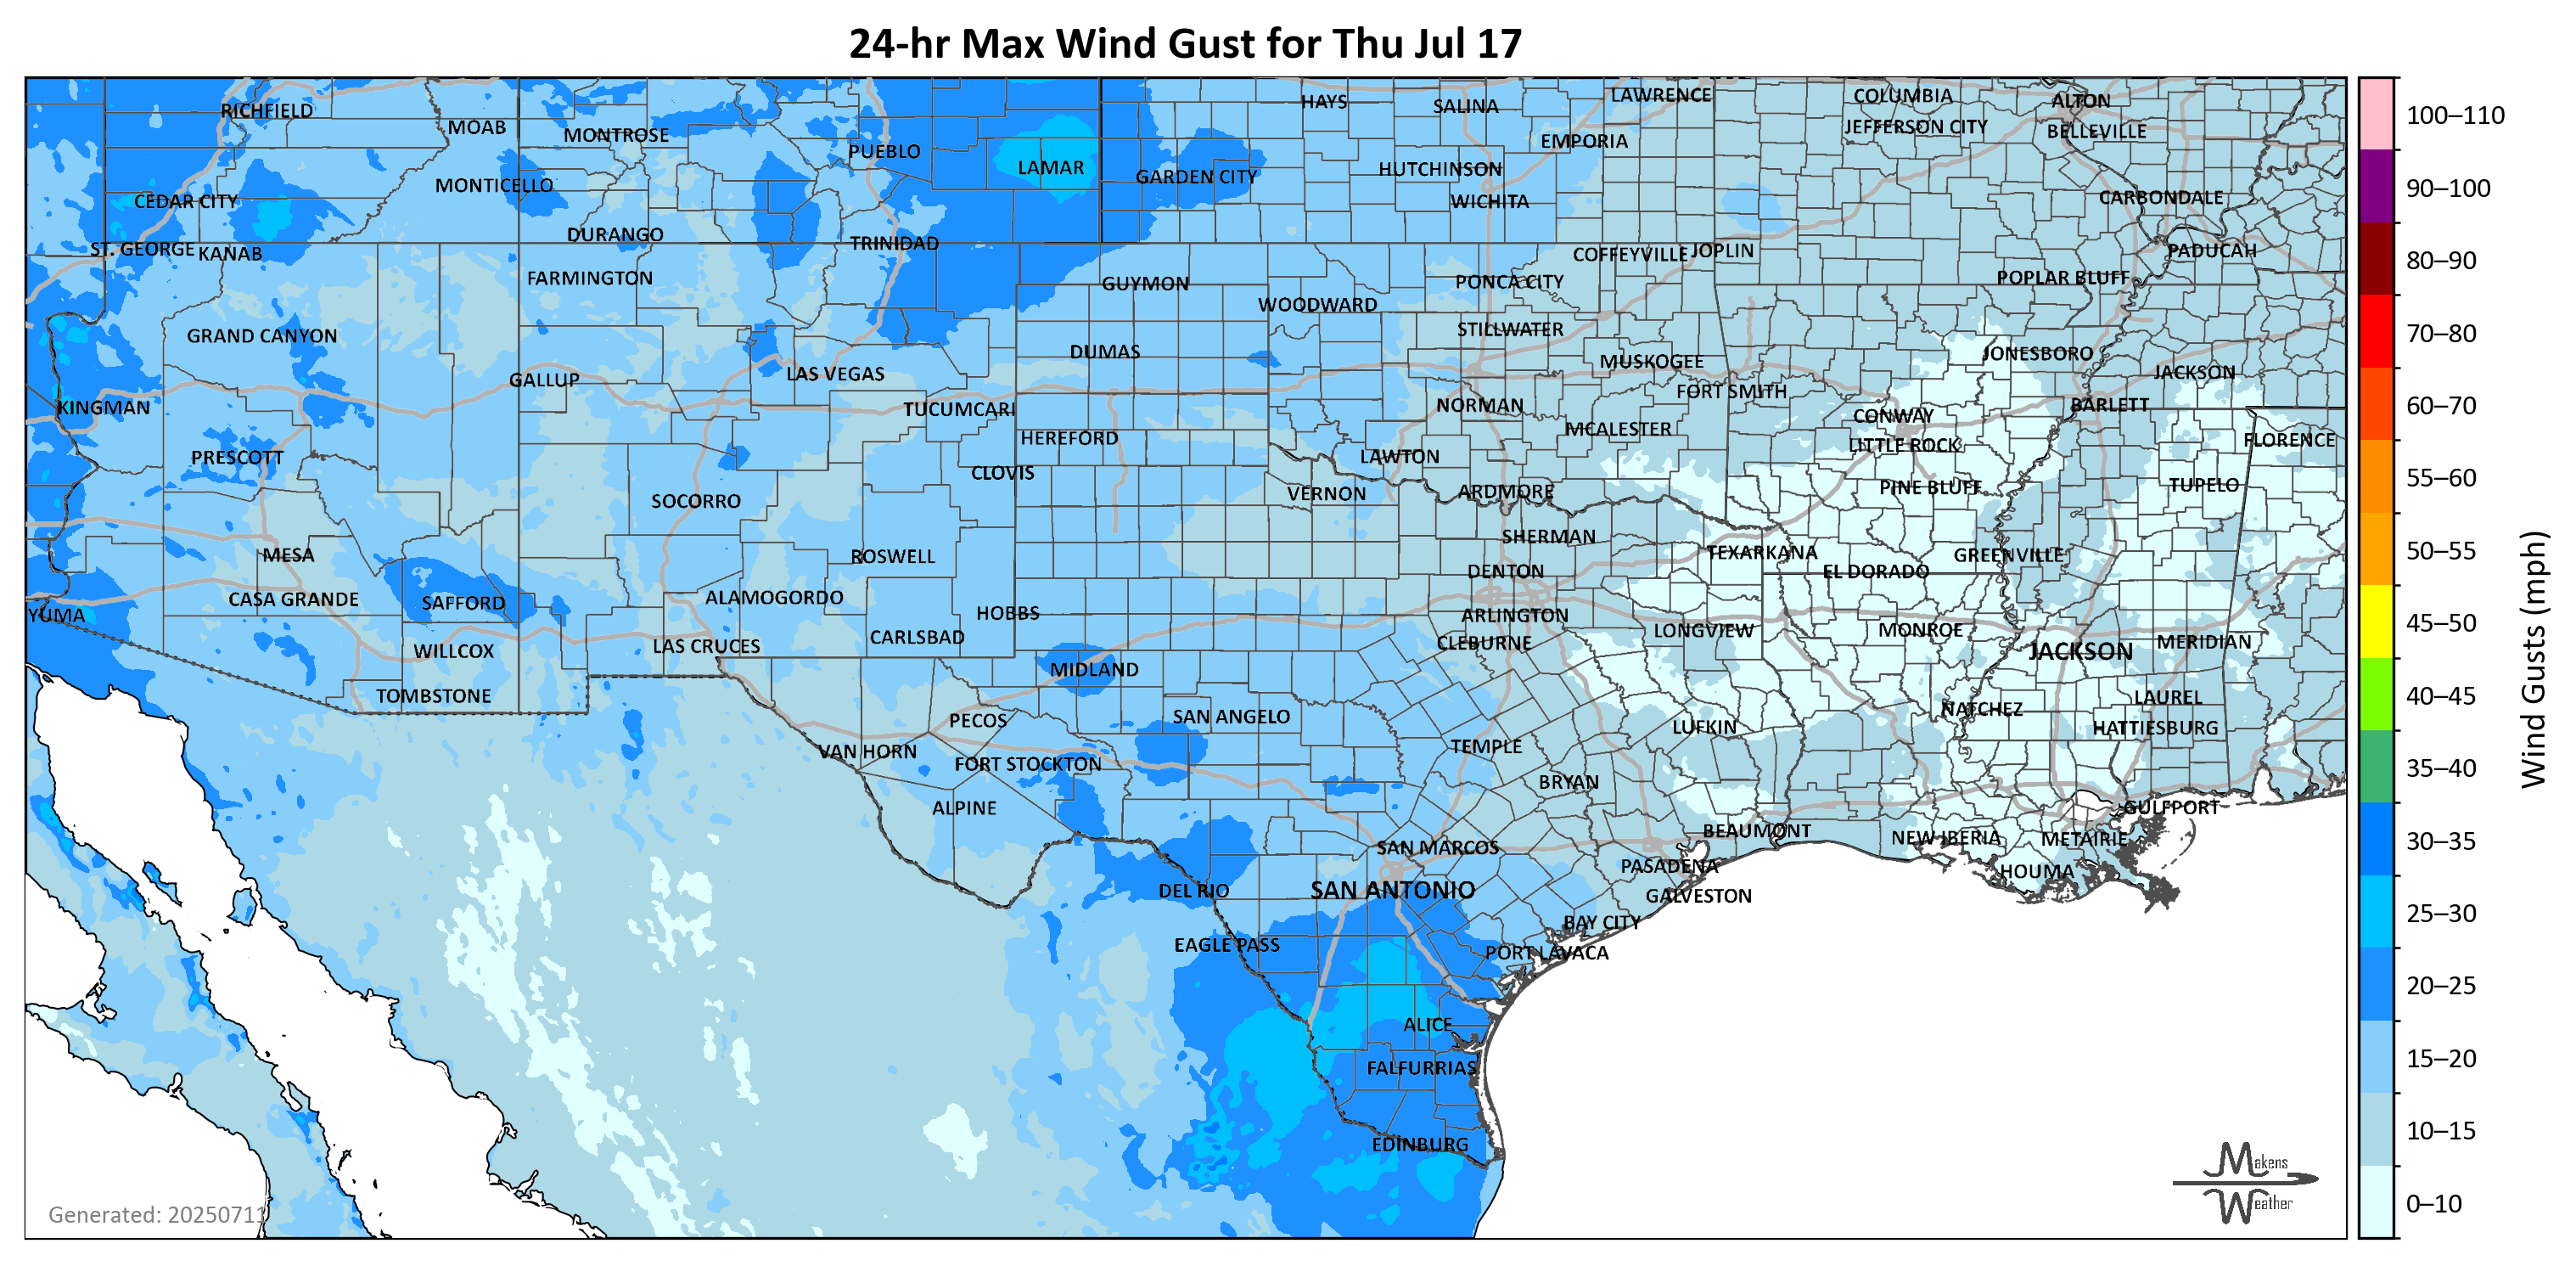 24-hr Max Wind Gust for Thu Jul 17
RICHFIELD
MOAB
MONTROSE
PUEBLO
LAMAR
GARDEN CITY
HAYS
SALINA
LAWRENCE
COLUMBIA
ALTON
JEFFERSON CITY
BELLEVILLE
EMPORIA
HUTCHINSON
WICHITA
MONTICELLO
CEDAR CITY
CARBONDALE
DURANGO
TRINIDAD
ST. GEORGE
KANAB
COFFEYVILLE
JOPLIN
PADUCAH
FARMINGTON
GUYMON
PONCA CITY
POPLAR BLUFF
WOODWARD
STILLWATER
GRAND CANYON
DUMAS
MUSKOGEE
JONESBORO
JACKSON
GALLUP
LAS VEGAS
FORT SMITH
KINGMAN
TUCUMCARI
NORMAN
CONWAY
BARLETT
HEREFORD
MCALESTER
LITTLE ROCK
FLORENCE
PRESCOTT
CLOVIS
LAWTON
SOCORRO
VERNON
ARDMORE
PINE BLUFF
TUPELO
MESA
ROSWELL
SHERMAN
TEXARKANA
GREENVILLE
DENTON
EL DORADO
CASA GRANDE
SAFFORD
ALAMOGORDO
YUMA
HOBBS
ARLINGTON
WILLCOX
LAS CRUCES
CARLSBAD
CLEBURNE
LONGVIEW
MONROE
JACKSON
MERIDIAN
MIDLAND
TOMBSTONE
LAUREL
PECOS
SAN ANGELO
NATCHEZ
LUFKIN
HATTIESBURG
VAN HORN
TEMPLE
FORT STOCKTON
BRYAN
ALPINE
GULFPORT
BEAUMONT
NEW IBERIA
METAIRIE
SAN MARCOS
PASADENA
HOUMA
DEL RIO
SAN ANTONIO
GALVESTON
BAY CITY
EAGLE PASS
PORT LAVACA
ALICE
FALFURRIAS
EDINBURG
100–110
90–100
80–90
70–80
60–70
55–60
50–55
45–50
40–45
35–40
30–35
25–30
20–25
15–20
10–15
0–10
Wind Gusts (mph)
Makens
Weather
Generated: 20250711